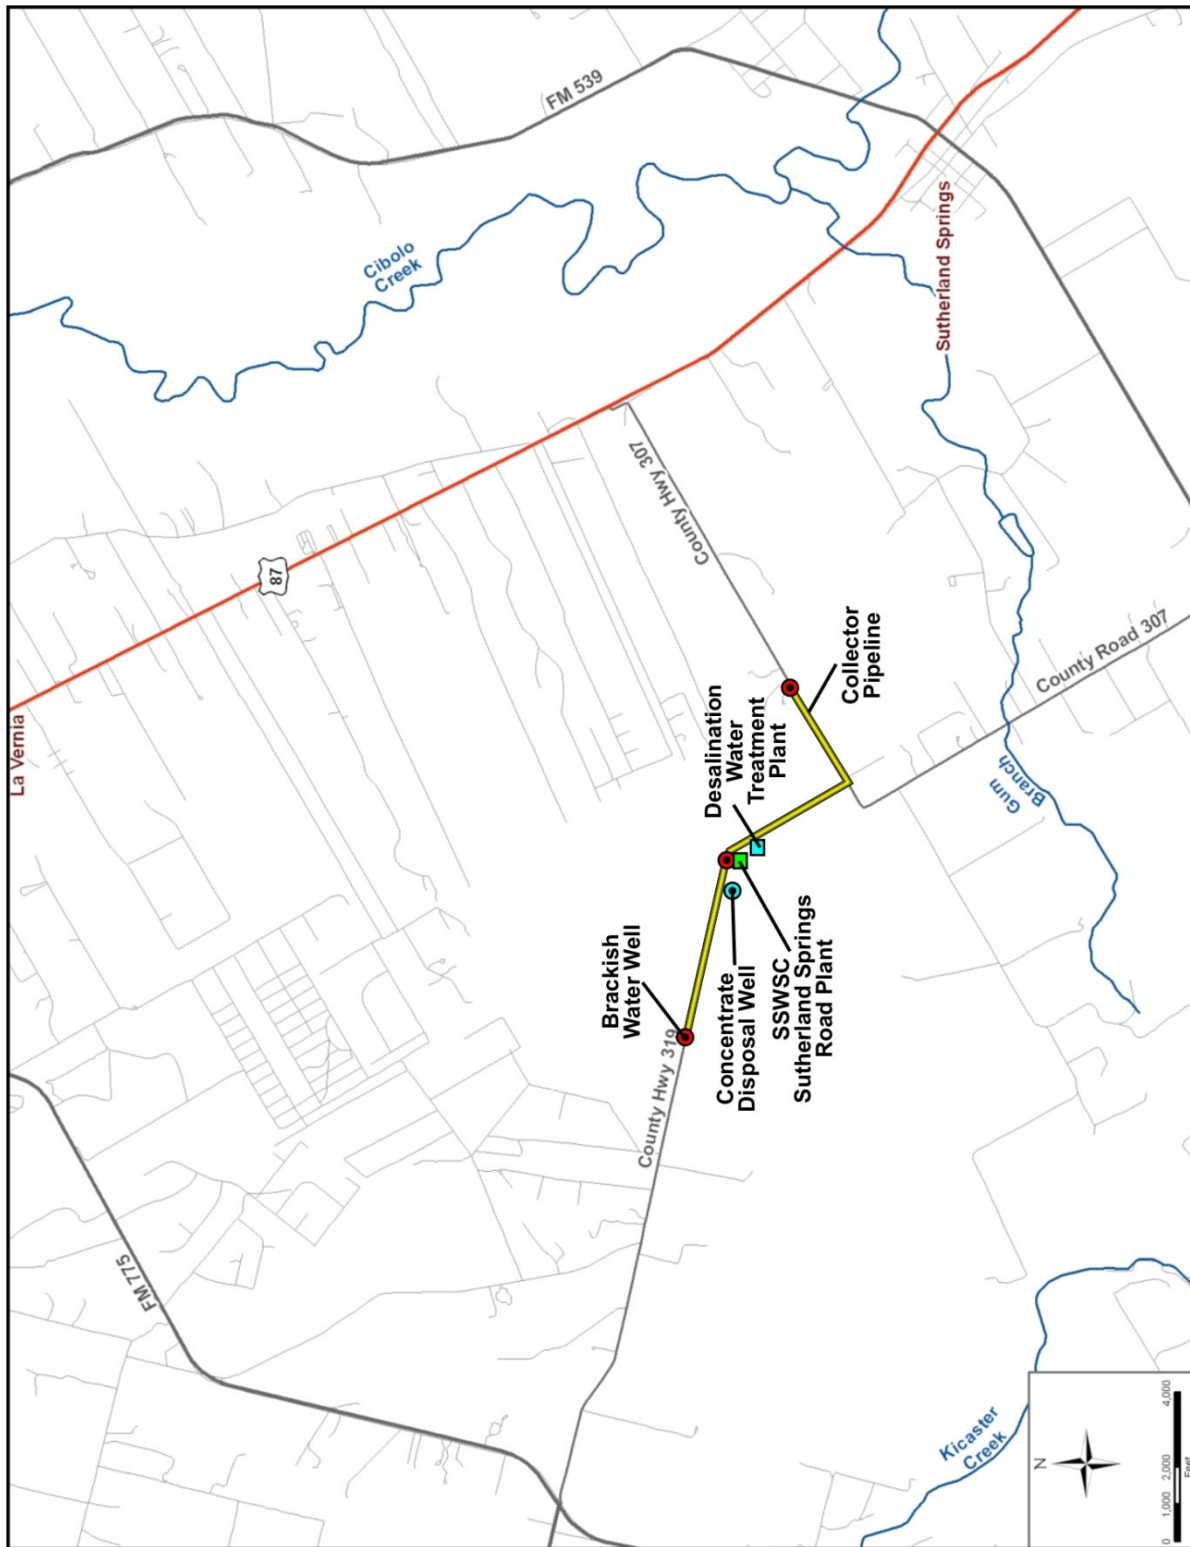 La Vernia
87
FM 539
Cibolo
Creek
FM 775
County Hwy 307
County Hwy 319
Brackish
Water Well
Concentrate
Disposal Well
SSWSC
Sutherland Springs
Road Plant
Desalination
Water
Treatment
Plant
Collector
Pipeline
Sutherland Springs
County Road 307
Gum
Branch
Kicaster
Creek
N
0 1,000 2,000 4,000
Feet